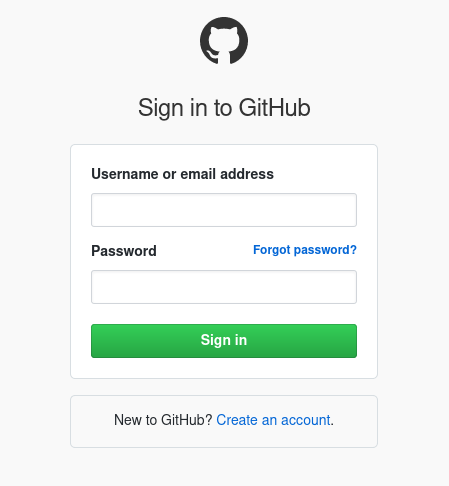 Sign in to GitHub
Username or email address
Password Forgot password?
Sign in
New to GitHub? Create an account.